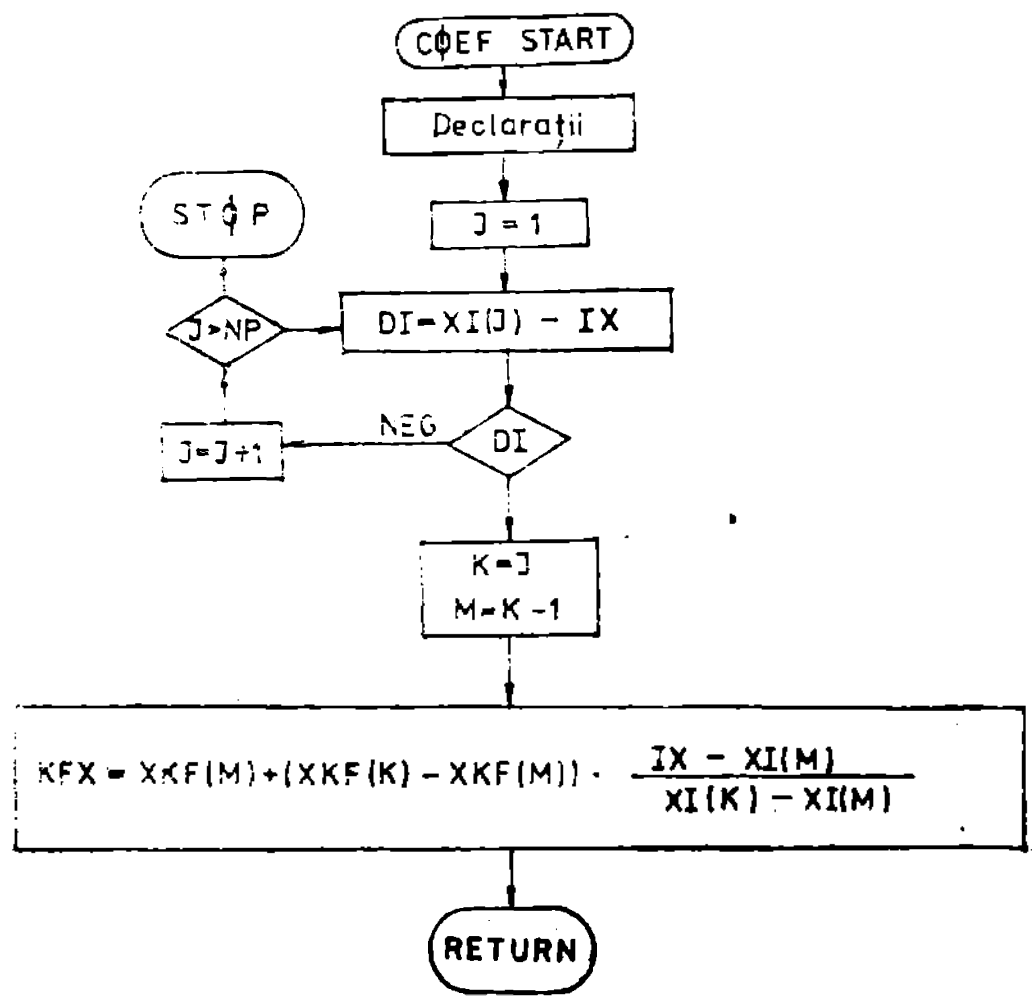 CØEF START
Declarații
J = 1
STØP
J>NP
DI=XI(J) - IX
NEG
DI
J=J+1
K=J
M=K-1
KFX = XKF(M)+(XKF(K) - XKF(M)) · IX - XI(M)
XI(K) - XI(M)
RETURN